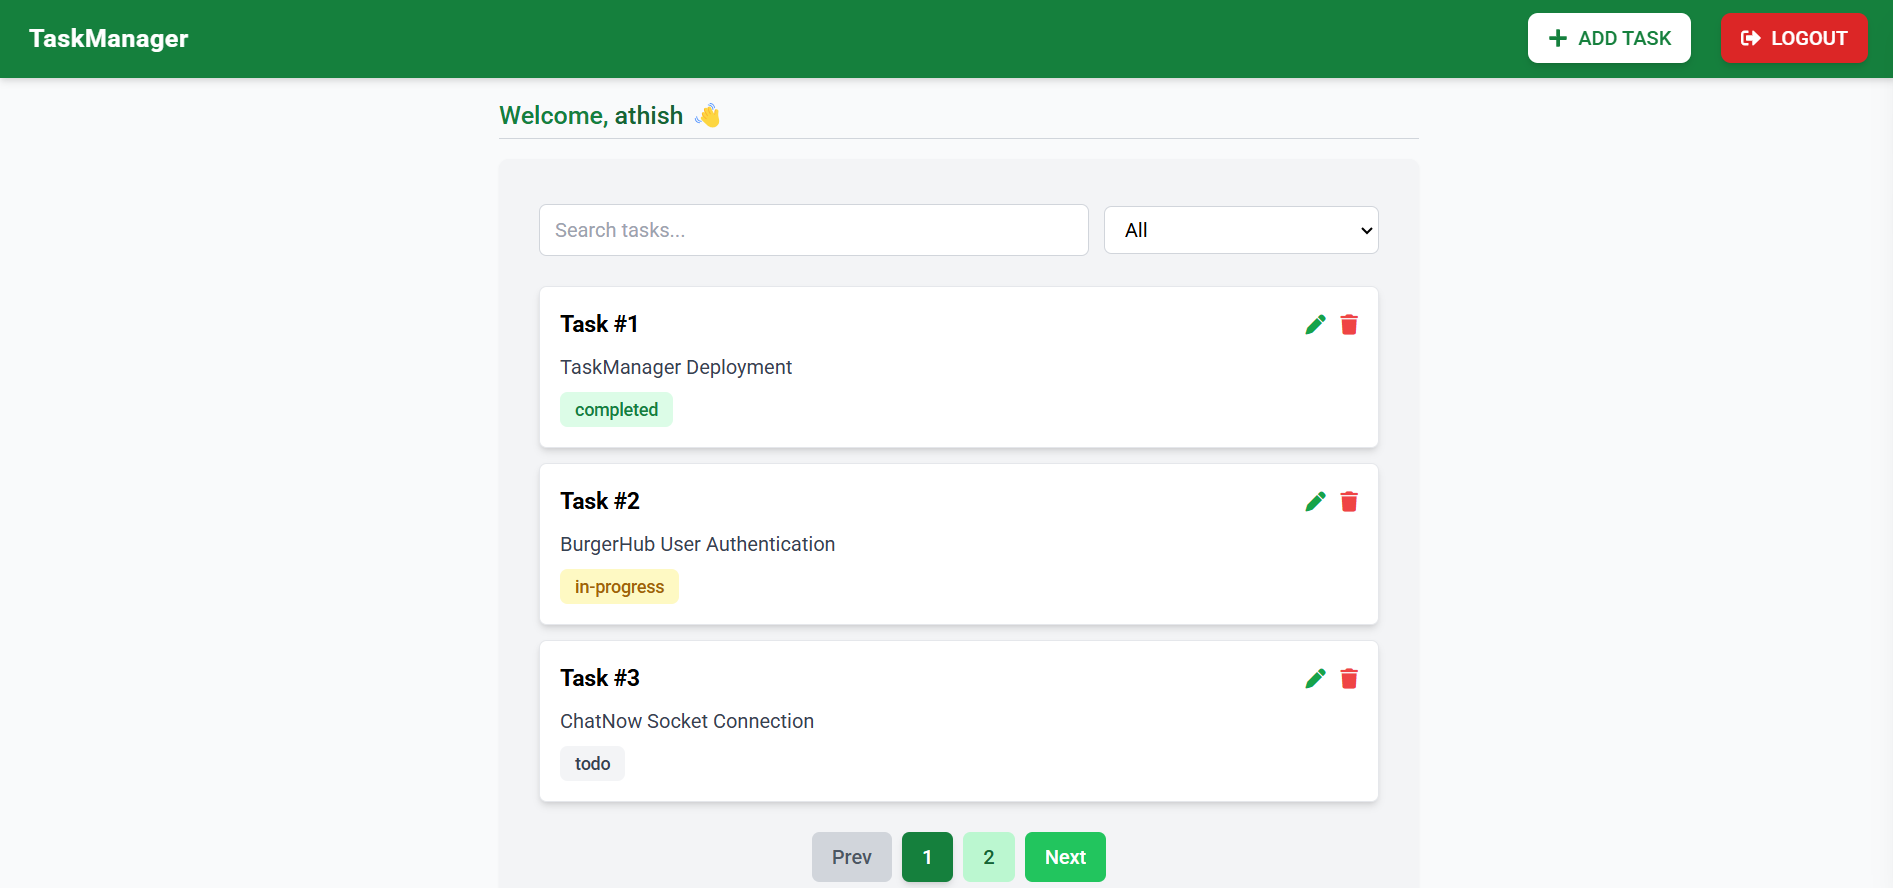 TaskManager
ADD TASK
LOGOUT
Welcome, athish 👋
Search tasks...
All
Task #1
TaskManager Deployment
completed
Task #2
BurgerHub User Authentication
in-progress
Task #3
ChatNow Socket Connection
todo
Prev 1 2 Next